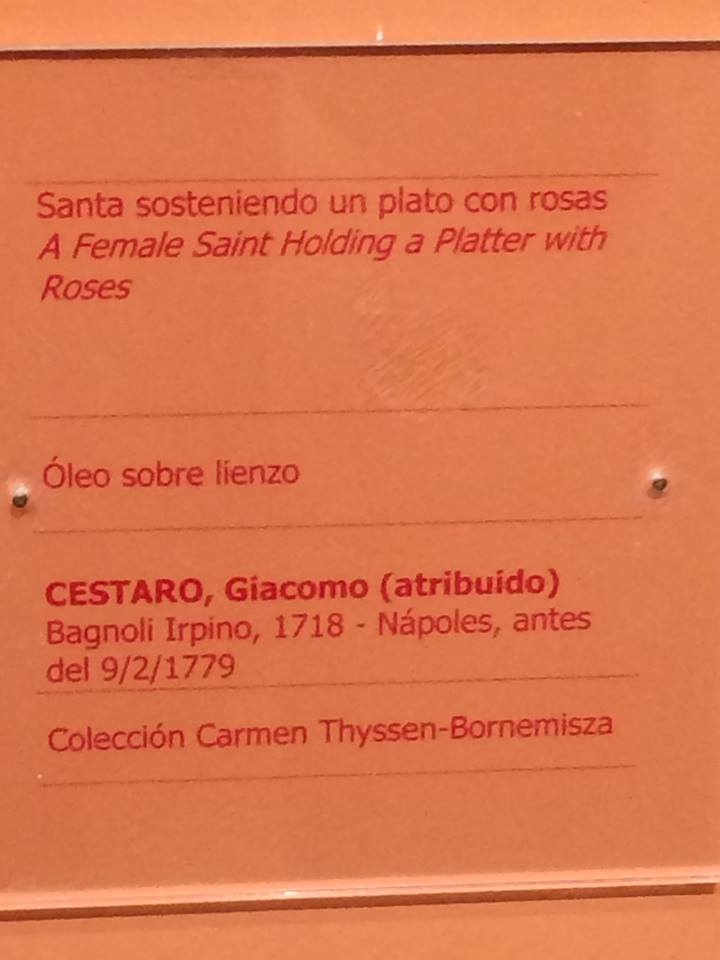 Santa sosteniendo un plato con rosas
A Female Saint Holding a Platter with
Roses
Óleo sobre lienzo
CESTARO, Giacomo (atribuido)
Bagnoli Irpino, 1718 - Nápoles, antes
del 9/2/1779
Colección Carmen Thyssen-Bornemisza